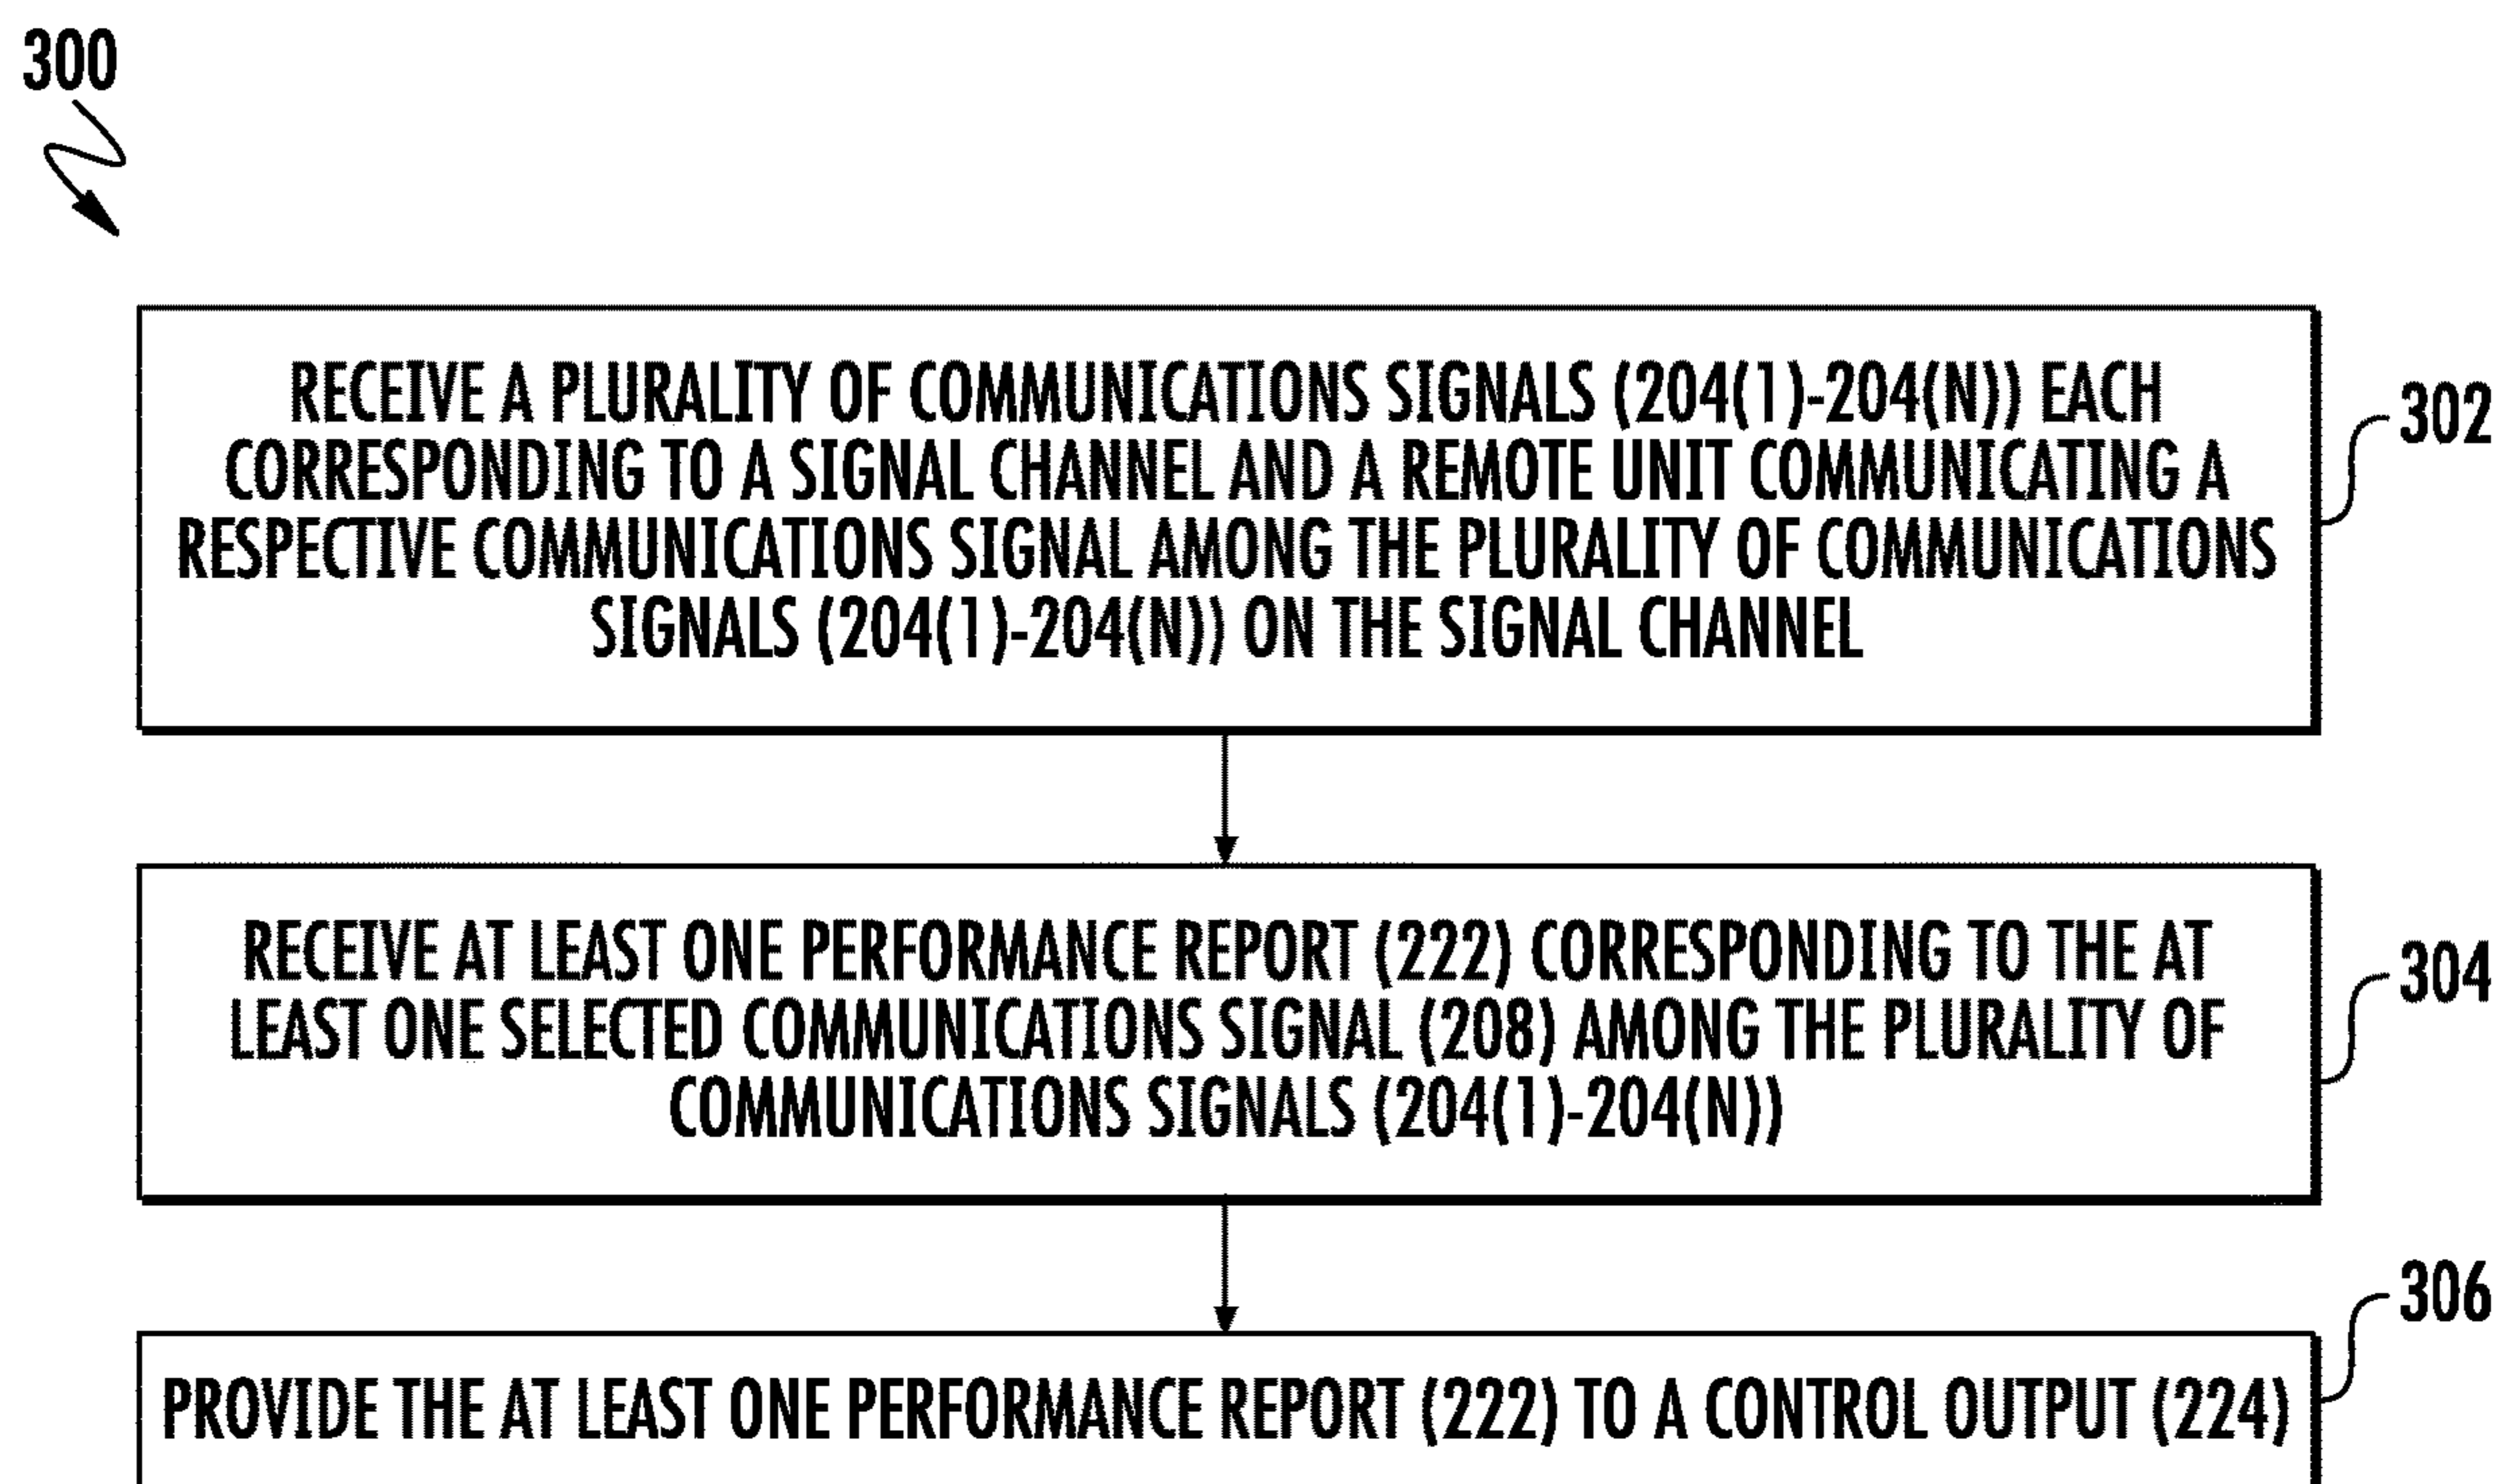 300
RECEIVE A PLURALITY OF COMMUNICATIONS SIGNALS (204(1)-204(N)) EACH
CORRESPONDING TO A SIGNAL CHANNEL AND A REMOTE UNIT COMMUNICATING A
RESPECTIVE COMMUNICATIONS SIGNAL AMONG THE PLURALITY OF COMMUNICATIONS
SIGNALS (204(1)-204(N)) ON THE SIGNAL CHANNEL
302
RECEIVE AT LEAST ONE PERFORMANCE REPORT (222) CORRESPONDING TO THE AT
LEAST ONE SELECTED COMMUNICATIONS SIGNAL (208) AMONG THE PLURALITY OF
COMMUNICATIONS SIGNALS (204(1)-204(N))
304
306
PROVIDE THE AT LEAST ONE PERFORMANCE REPORT (222) TO A CONTROL OUTPUT (224)